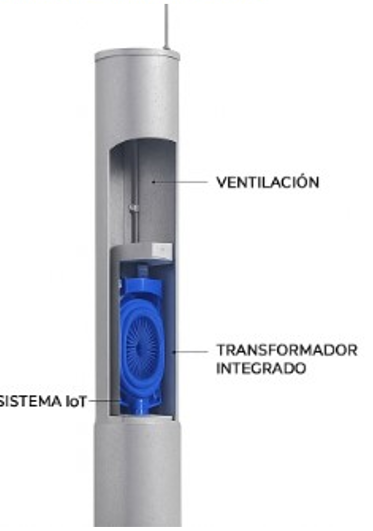 VENTILACIÓN
TRANSFORMADOR
INTEGRADO
SISTEMA IoT